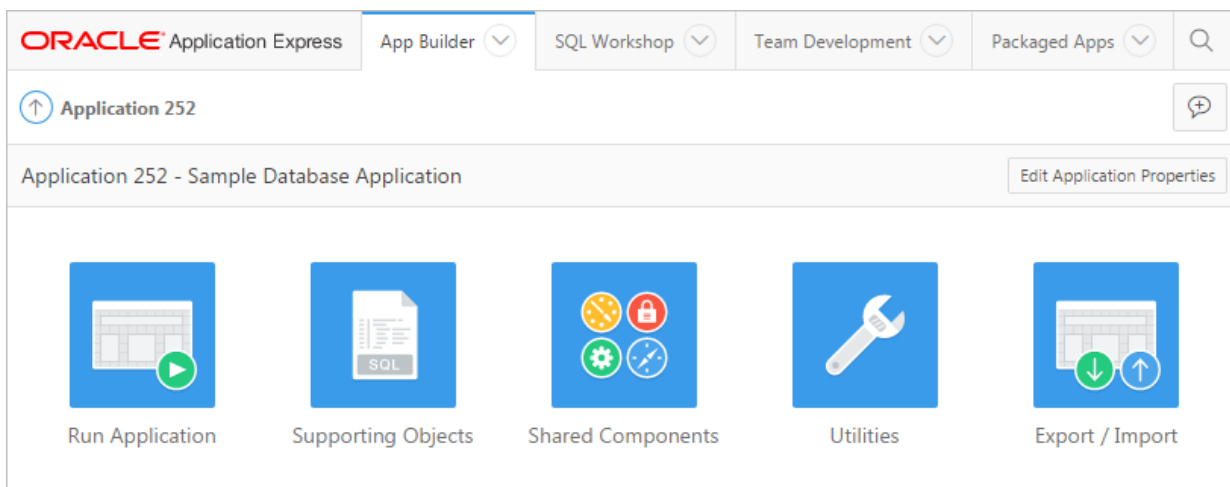 ORACLE Application Express App Builder SQL Workshop Team Development Packaged Apps
Application 252
Application 252 - Sample Database Application Edit Application Properties
SQL
Run Application Supporting Objects Shared Components Utilities Export / Import